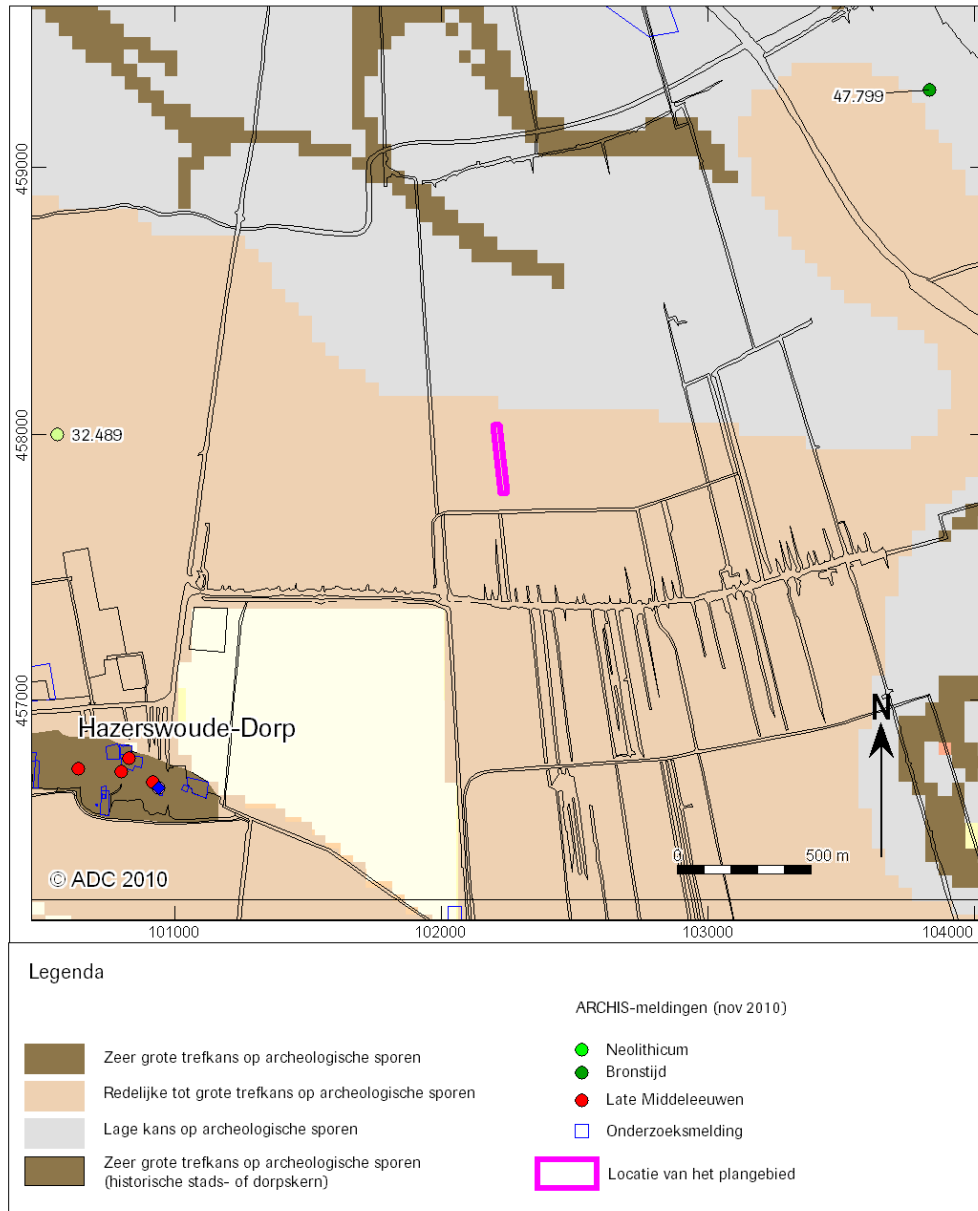 47.799
459000
458000
32.489
457000
Hazerswoude-Dorp
N
0
500 m
© ADC 2010
101000
102000
103000
104000
Legenda
ARCHIS-meldingen (nov 2010)
Zeer grote trefkans op archeologische sporen
Redelijke tot grote trefkans op archeologische sporen
Lage kans op archeologische sporen
Zeer grote trefkans op archeologische sporen
(historische stads- of dorpskern)
Neolithicum
Bronstijd
Late Middeleeuwen
Onderzoeksmelding
Locatie van het plangebied